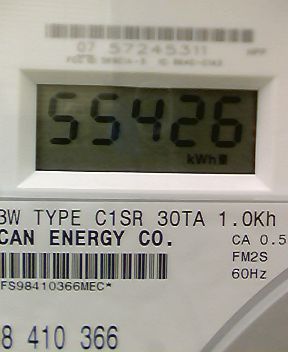 07 57245311
55426
kWh
3W TYPE C1SR 30TA 1.0Kh
CAN ENERGY CO.
CA 0.5
FM2S
60Hz
FS98410366MEC*
8 410 366